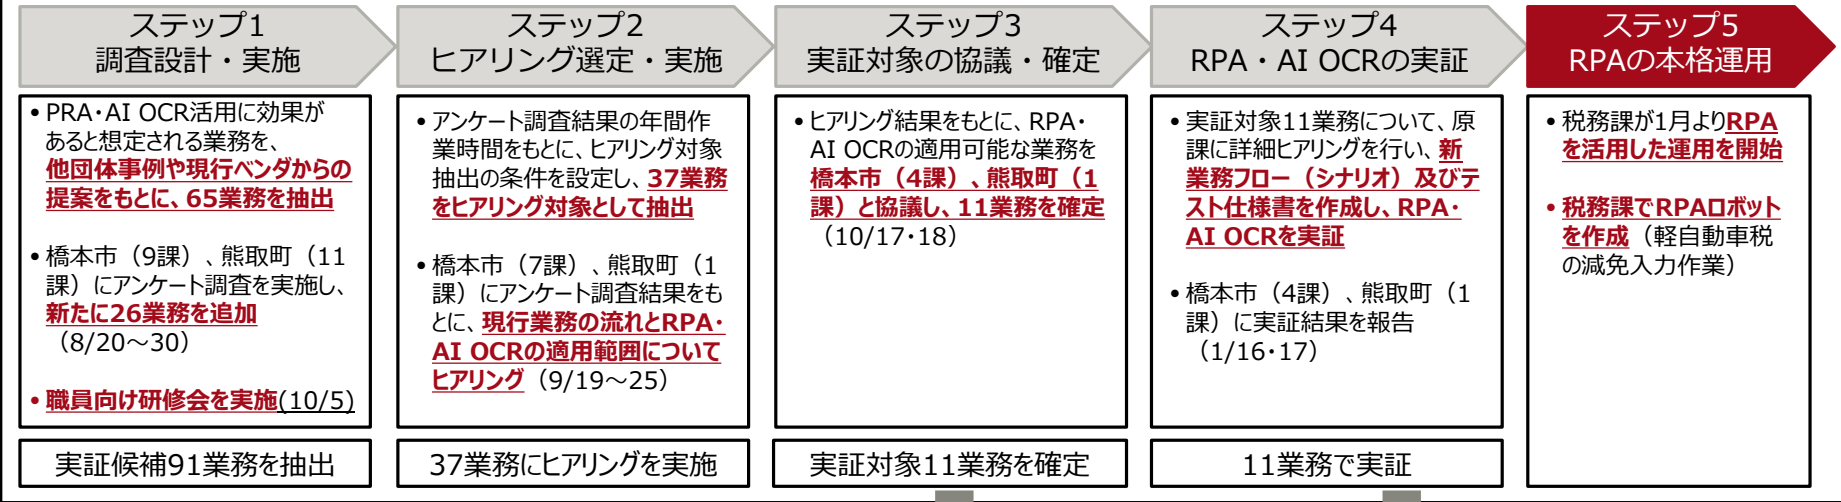 ステップ1
調査設計・実施
•PRA・AI OCR活用に効果が
あると想定される業務を、
他団体事例や現行ベンダからの
提案をもとに、65業務を抽出
•橋本市（9課）、熊取町（11
課）にアンケート調査を実施し、
新たに26業務を追加
（8/20～30）
•職員向け研修会を実施(10/5)
実証候補91業務を抽出
ステップ2
ヒアリング選定・実施
•アンケート調査結果の年間作
業時間をもとに、ヒアリング対象
抽出の条件を設定し、37業務
をヒアリング対象として抽出
•橋本市（7課）、熊取町（1
課）にアンケート調査結果をも
とに、現行業務の流れとRPA・
AI OCRの適用範囲について
ヒアリング（9/19～25）
37業務にヒアリングを実施
ステップ3
実証対象の協議・確定
•ヒアリング結果をもとに、RPA・
AI OCRの適用可能な業務を
橋本市（4課）、熊取町（1
課）と協議し、11業務を確定
（10/17・18）
実証対象11業務を確定
ステップ4
RPA・AI OCRの実証
•実証対象11業務について、原
課に詳細ヒアリングを行い、新
業務フロー（シナリオ）及びテ
スト仕様書を作成し、RPA・
AI OCRを実証
•橋本市（4課）、熊取町（1
課）に実証結果を報告
（1/16・17）
11業務で実証
ステップ5
RPAの本格運用
•税務課が1月よりRPA
を活用した運用を開始
•税務課でRPAロボット
を作成（軽自動車税
の減免入力作業）